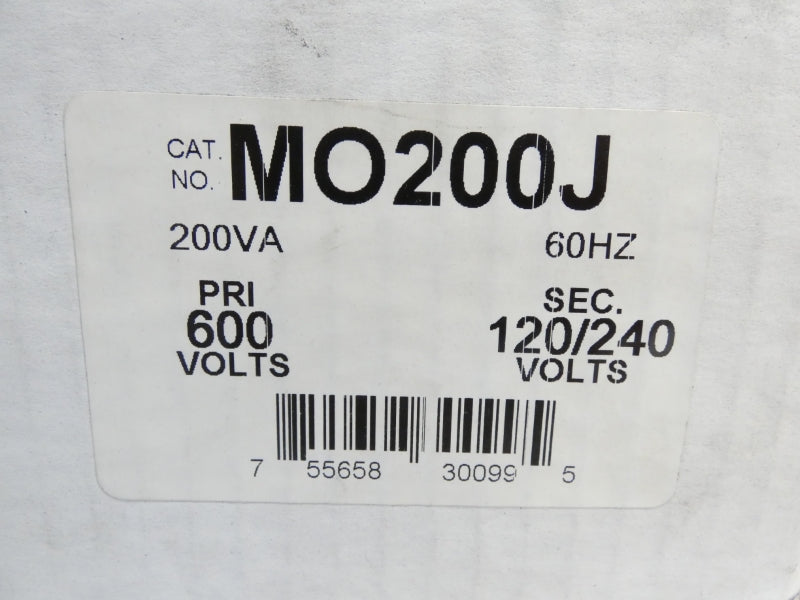 CAT. NO. MO200J
200VA 60HZ
PRI SEC.
600 120/240
VOLTS VOLTS
7 55658 30099 5